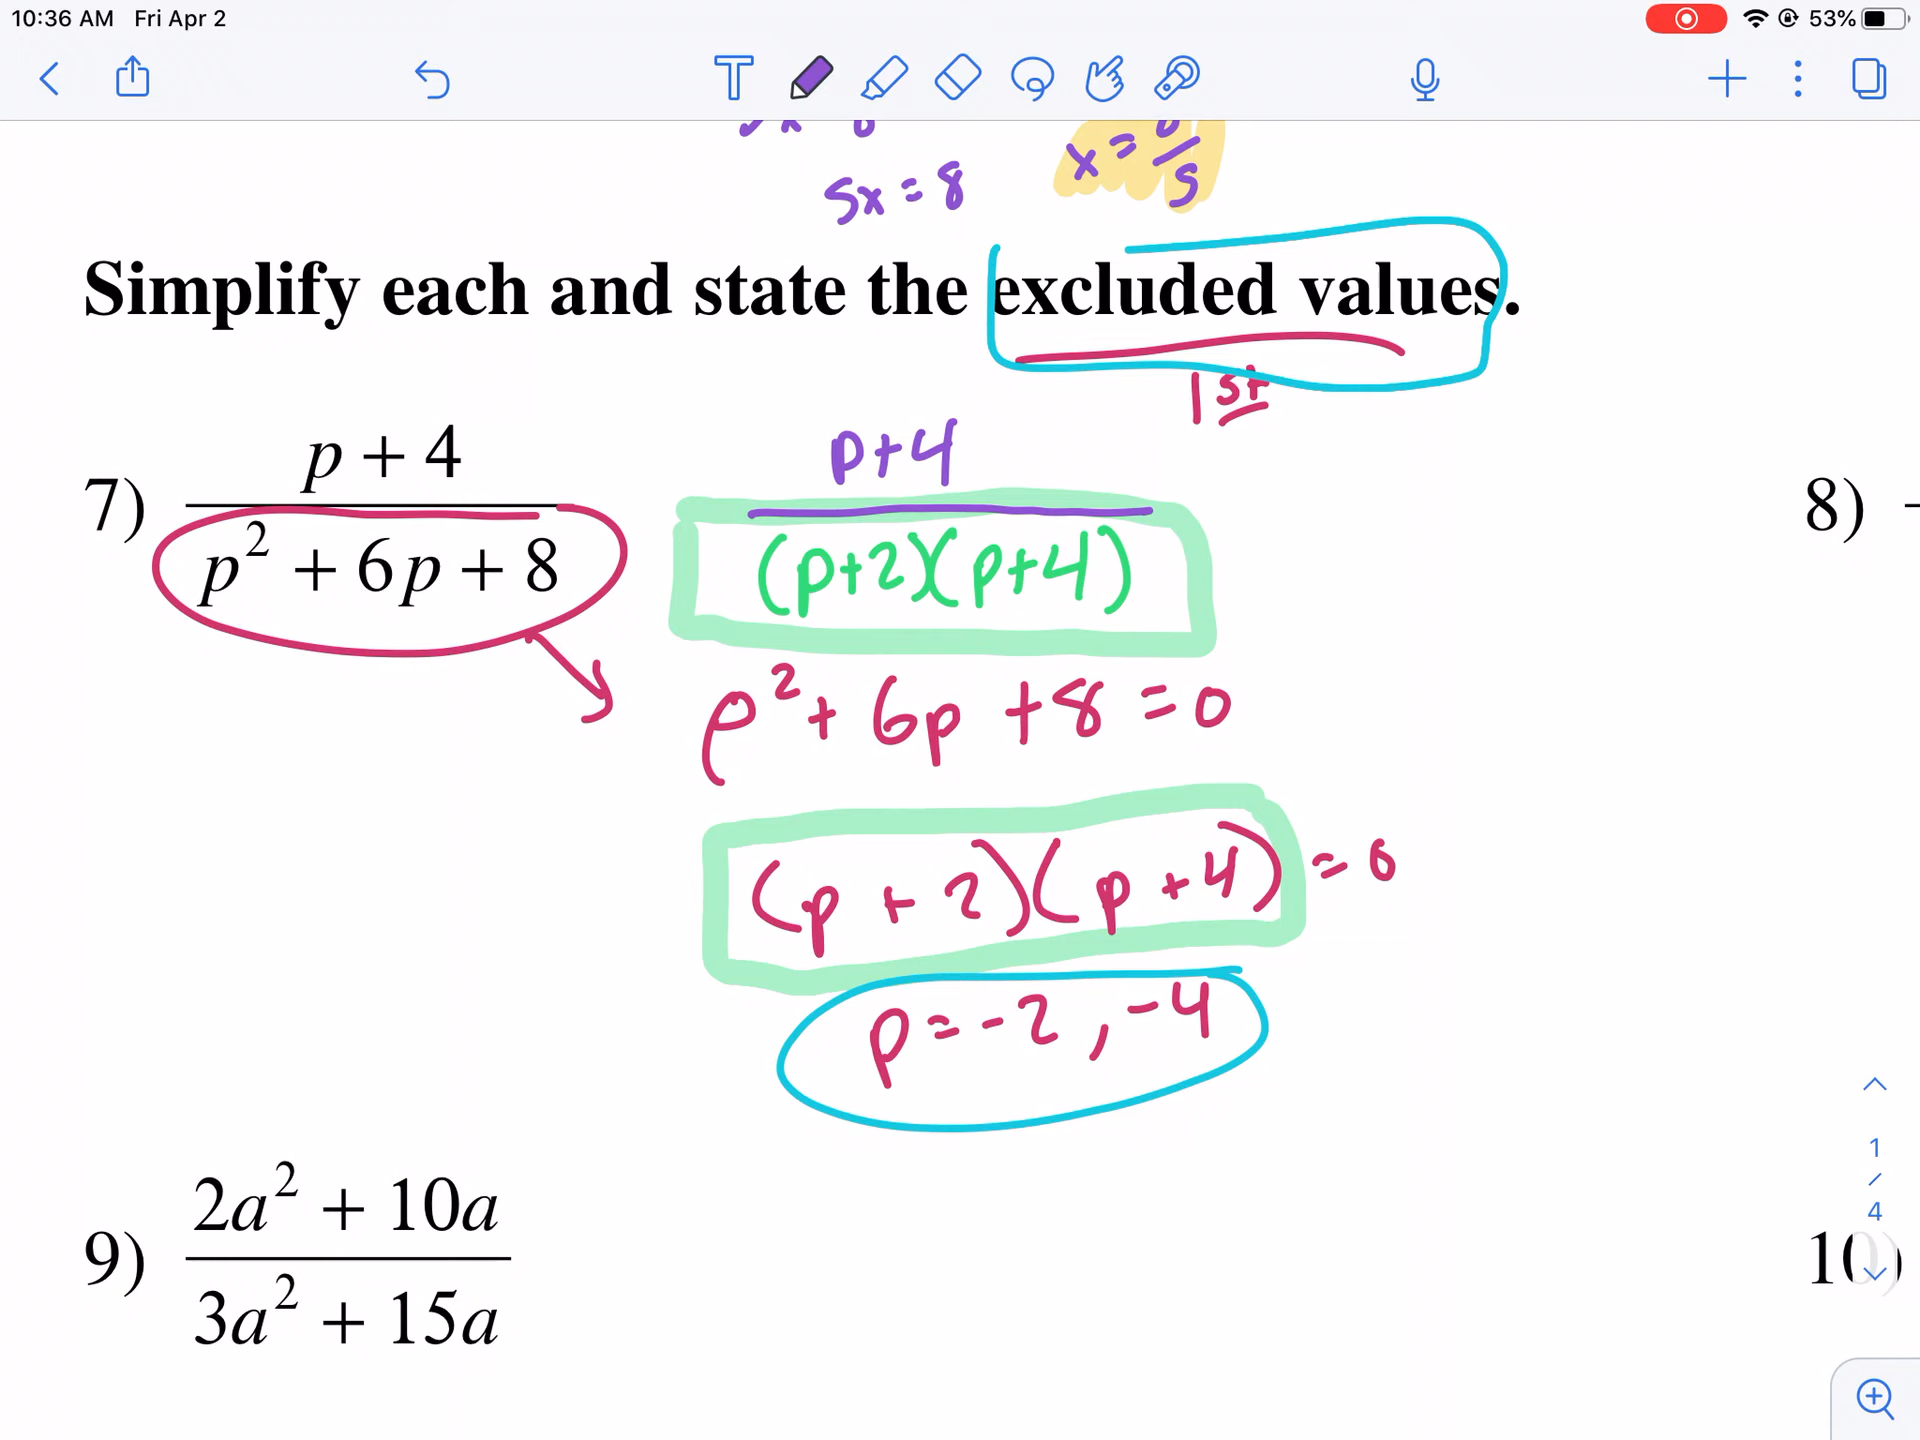 10:36 AM Fri Apr 2
53%
5x = 8
Simplify each and state the excluded values.
1st
7) p + 4 / p² + 6p + 8
p+4
(p+2)(p+4)
8)
p² + 6p + 8 = 0
(p + 2)(p + 4) = 0
p = -2, -4
1
/
4
9) 2a² + 10a / 3a² + 15a
10)